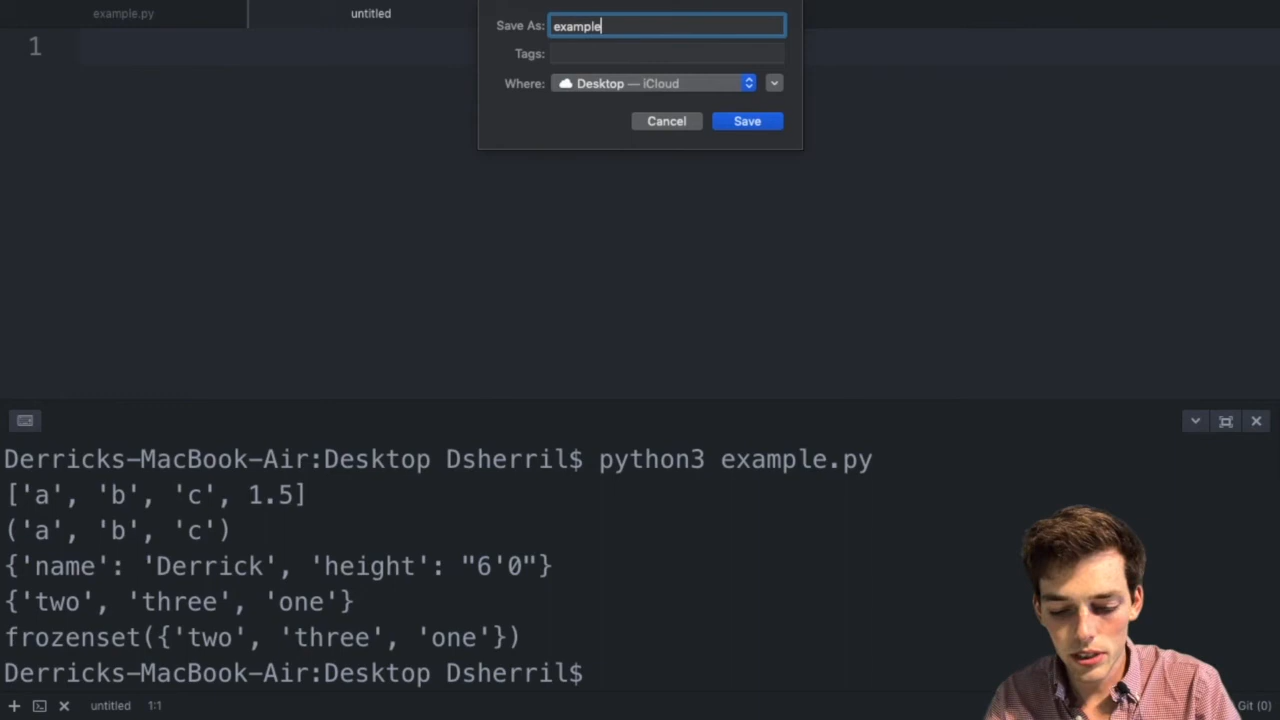 example.py
untitled
1
Save As: example
Tags:
Where: Desktop — iCloud
Cancel Save
Derricks-MacBook-Air:Desktop Dsherril$ python3 example.py
['a', 'b', 'c', 1.5]
('a', 'b', 'c')
{'name': 'Derrick', 'height': "6'0"}
{'two', 'three', 'one'}
frozenset({'two', 'three', 'one'})
Derricks-MacBook-Air:Desktop Dsherril$
untitled 1:1 Git (0)